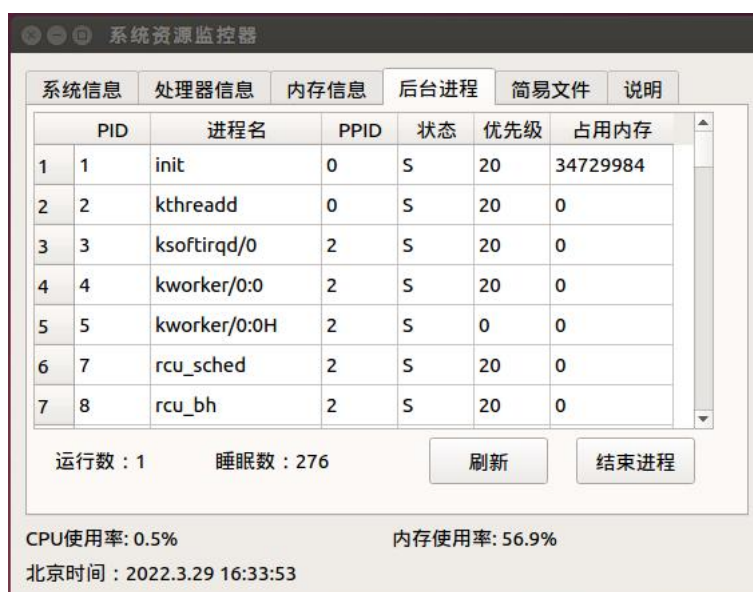 系统资源监控器
系统信息 处理器信息 内存信息 后台进程 简易文件 说明
PID 进程名 PPID 状态 优先级 占用内存
1 1 init 0 S 20 34729984
2 2 kthreadd 0 S 20 0
3 3 ksoftirqd/0 2 S 20 0
4 4 kworker/0:0 2 S 20 0
5 5 kworker/0:0H 2 S 0 0
6 7 rcu_sched 2 S 20 0
7 8 rcu_bh 2 S 20 0
运行数：1 睡眠数：276 刷新 结束进程
CPU使用率: 0.5% 内存使用率: 56.9%
北京时间：2022.3.29 16:33:53